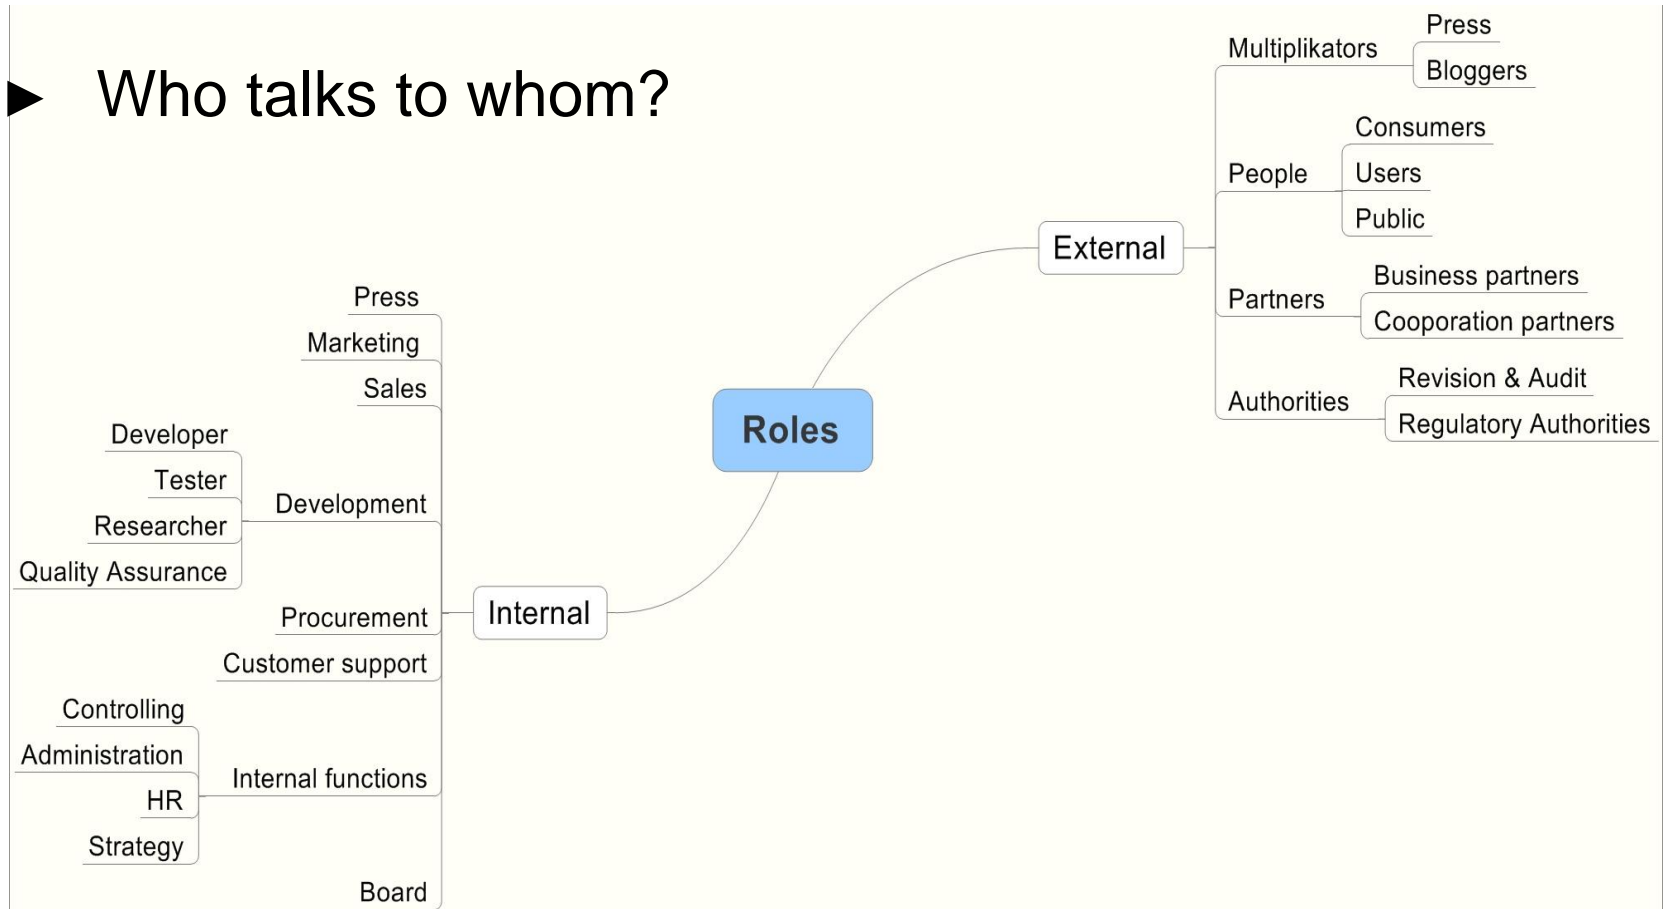 ► Who talks to whom?
Roles
External
Multiplikators
Press
Bloggers
People
Consumers
Users
Public
Partners
Business partners
Cooporation partners
Authorities
Revision & Audit
Regulatory Authorities
Internal
Press
Marketing
Sales
Development
Developer
Tester
Researcher
Quality Assurance
Procurement
Customer support
Internal functions
Controlling
Administration
HR
Strategy
Board